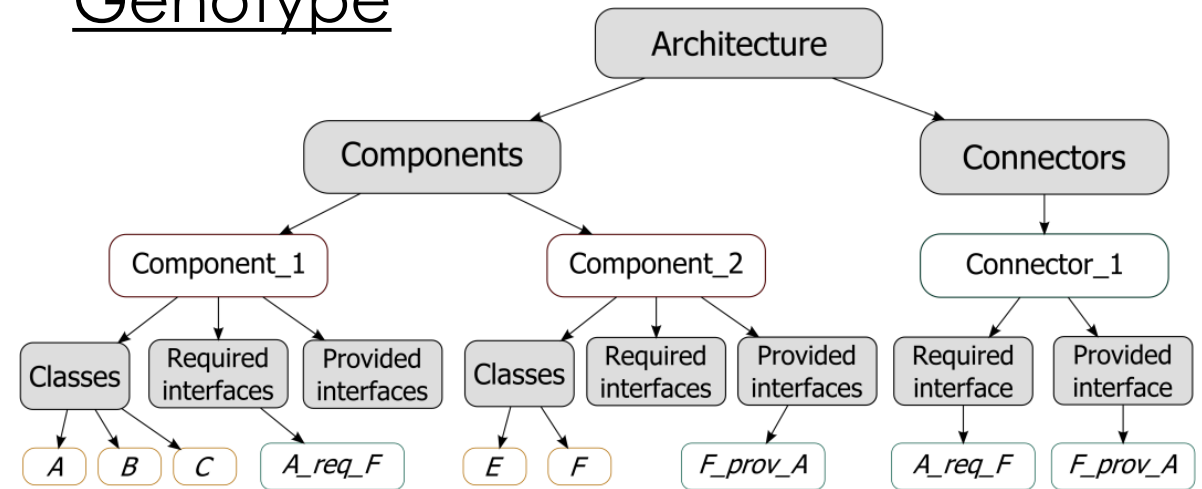 Genotype
Architecture
Components
Connectors
Component_1
Component_2
Connector_1
Classes
Required
interfaces
Provided
interfaces
Classes
Required
interfaces
Provided
interfaces
Required
interface
Provided
interface
A
B
C
A_req_F
E
F
F_prov_A
A_req_F
F_prov_A